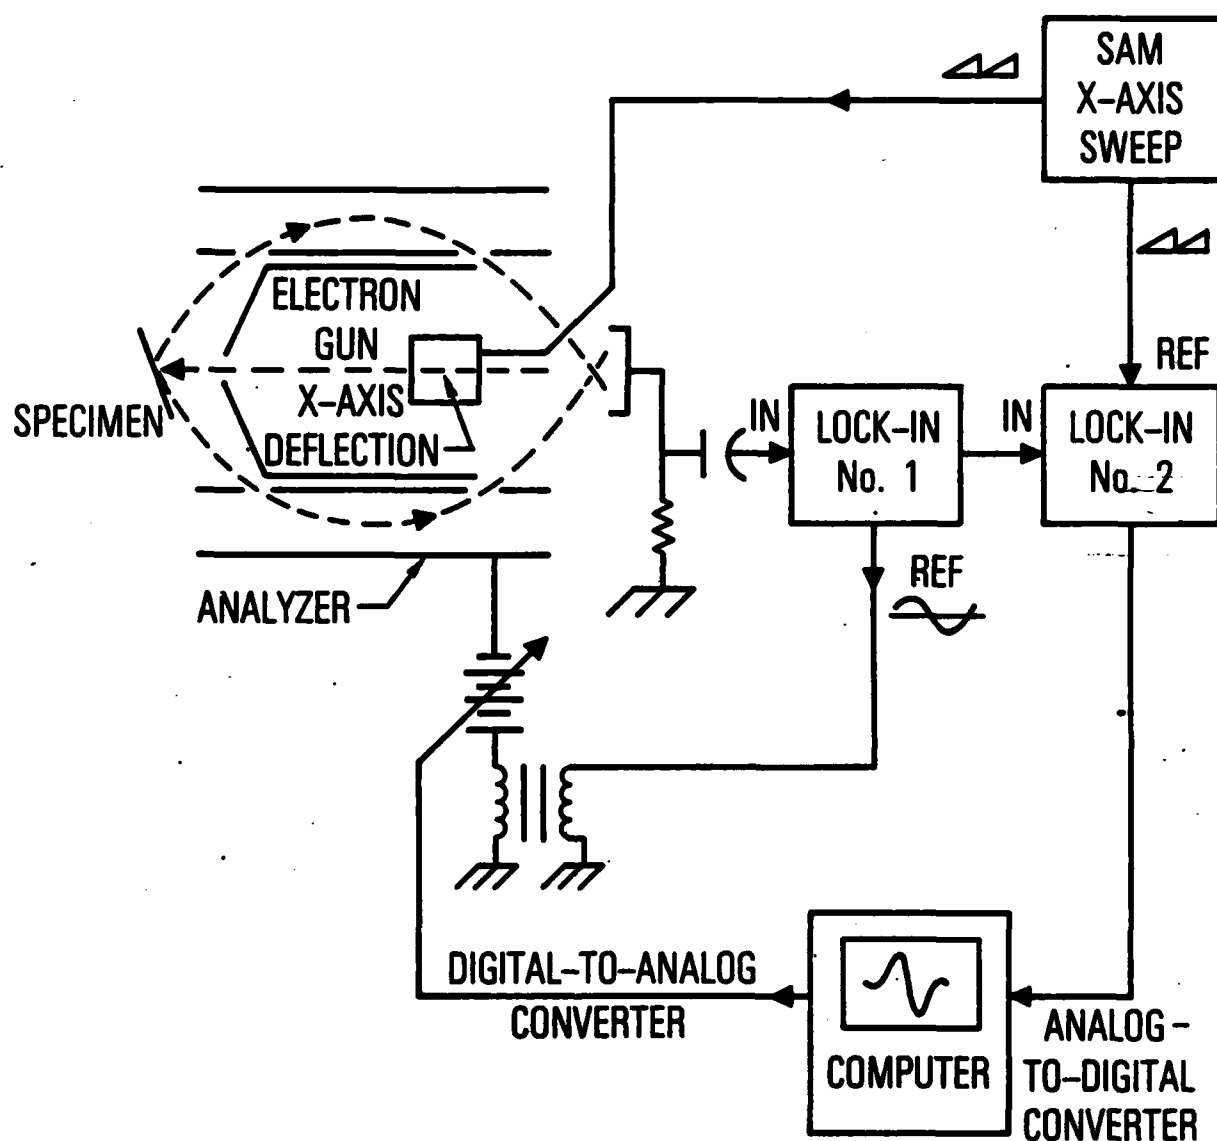 SAM
X-AXIS
SWEEP
ELECTRON
GUN
X-AXIS
DEFLECTION
SPECIMEN
REF
IN
LOCK-IN
No. 1
IN
LOCK-IN
No. 2
ANALYZER
REF
DIGITAL-TO-ANALOG
CONVERTER
COMPUTER
ANALOG-
TO-DIGITAL
CONVERTER